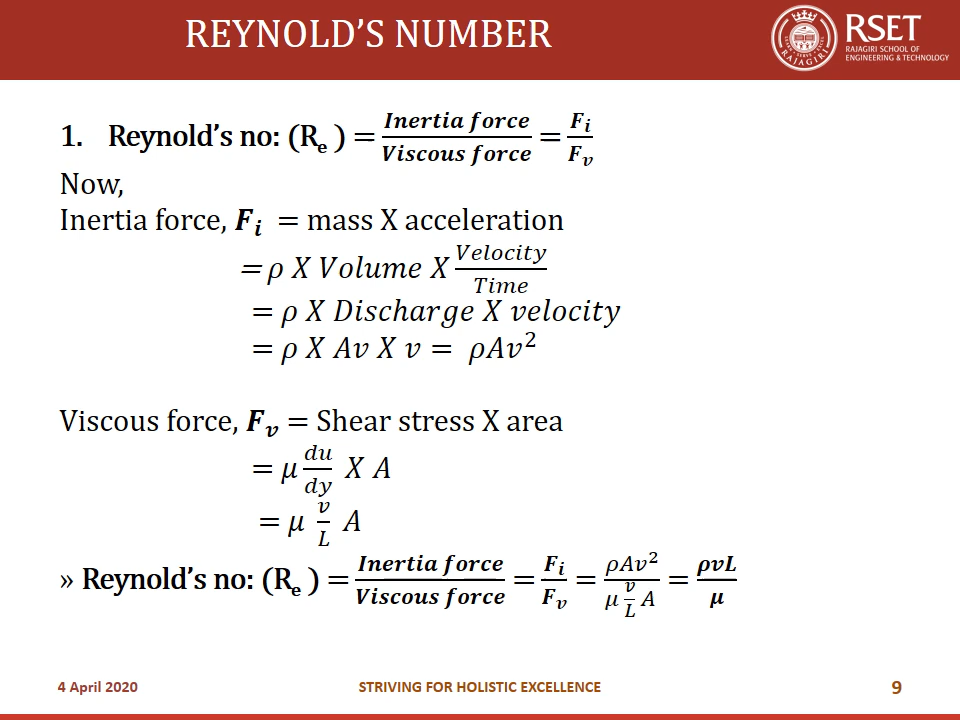 REYNOLD'S NUMBER
RSET
RAJAGIRI SCHOOL OF
ENGINEERING & TECHNOLOGY
RAJAGIRI
1. Reynold's no: (Re ) = Inertia force / Viscous force = Fi / Fv
Now,
Inertia force, Fi = mass X acceleration
= ρ X Volume X Velocity / Time
= ρ X Discharge X velocity
= ρ X Av X v = ρAv²
Viscous force, Fv = Shear stress X area
= μ du/dy X A
= μ v/L A
» Reynold's no: (Re ) = Inertia force / Viscous force = Fi / Fv = ρAv² / μ v/L A = ρvL / μ
4 April 2020
STRIVING FOR HOLISTIC EXCELLENCE
9